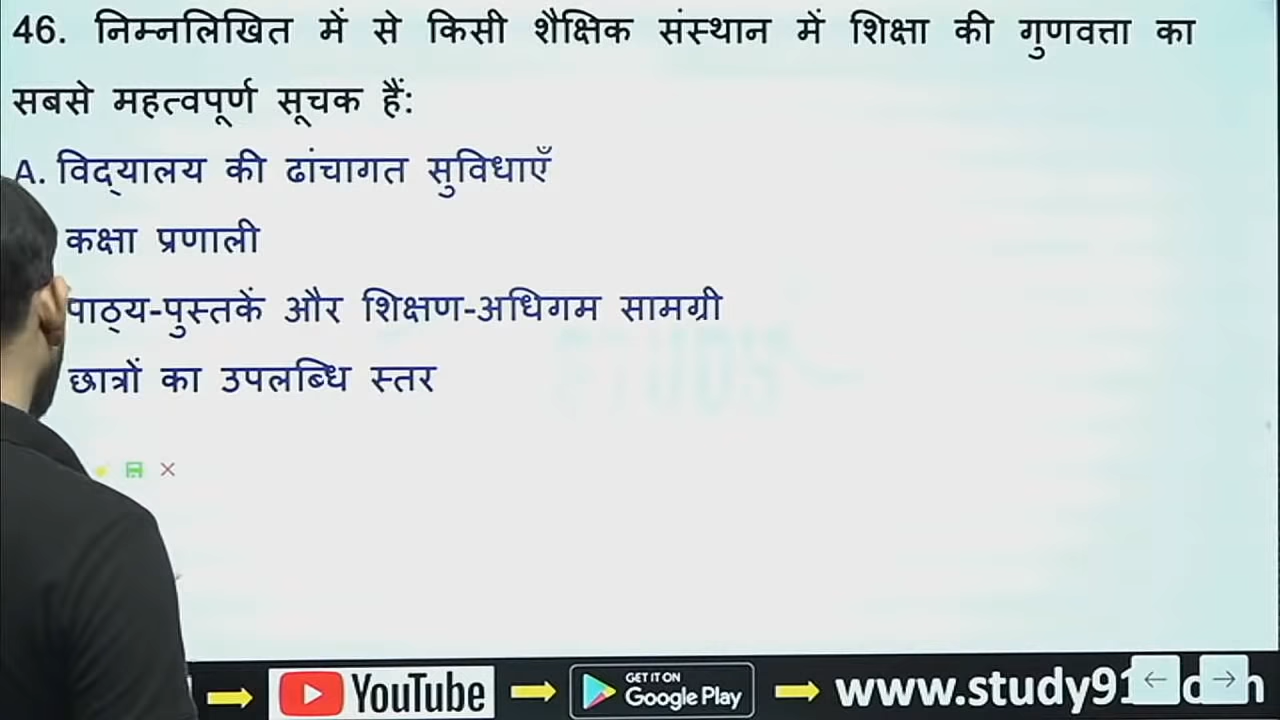 46. निम्नलिखित में से किसी शैक्षिक संस्थान में शिक्षा की गुणवत्ता का
सबसे महत्वपूर्ण सूचक हैं:
A. विद्यालय की ढांचागत सुविधाएँ
कक्षा प्रणाली
पाठ्य-पुस्तकें और शिक्षण-अधिगम सामग्री
छात्रों का उपलब्धि स्तर
STUDY
YouTube
GET IT ON
Google Play
www.study91